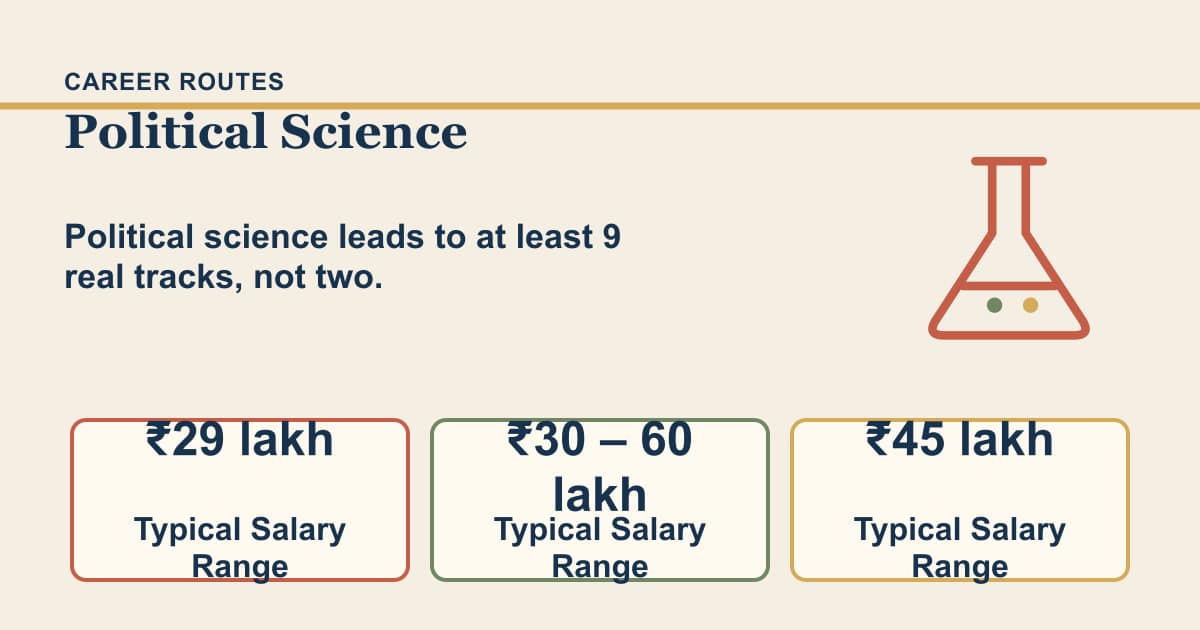 CAREER ROUTES
Political Science
Political science leads to at least 9
real tracks, not two.
₹29 lakh
Typical Salary
Range
₹30 – 60
lakh
Typical Salary
Range
₹45 lakh
Typical Salary
Range